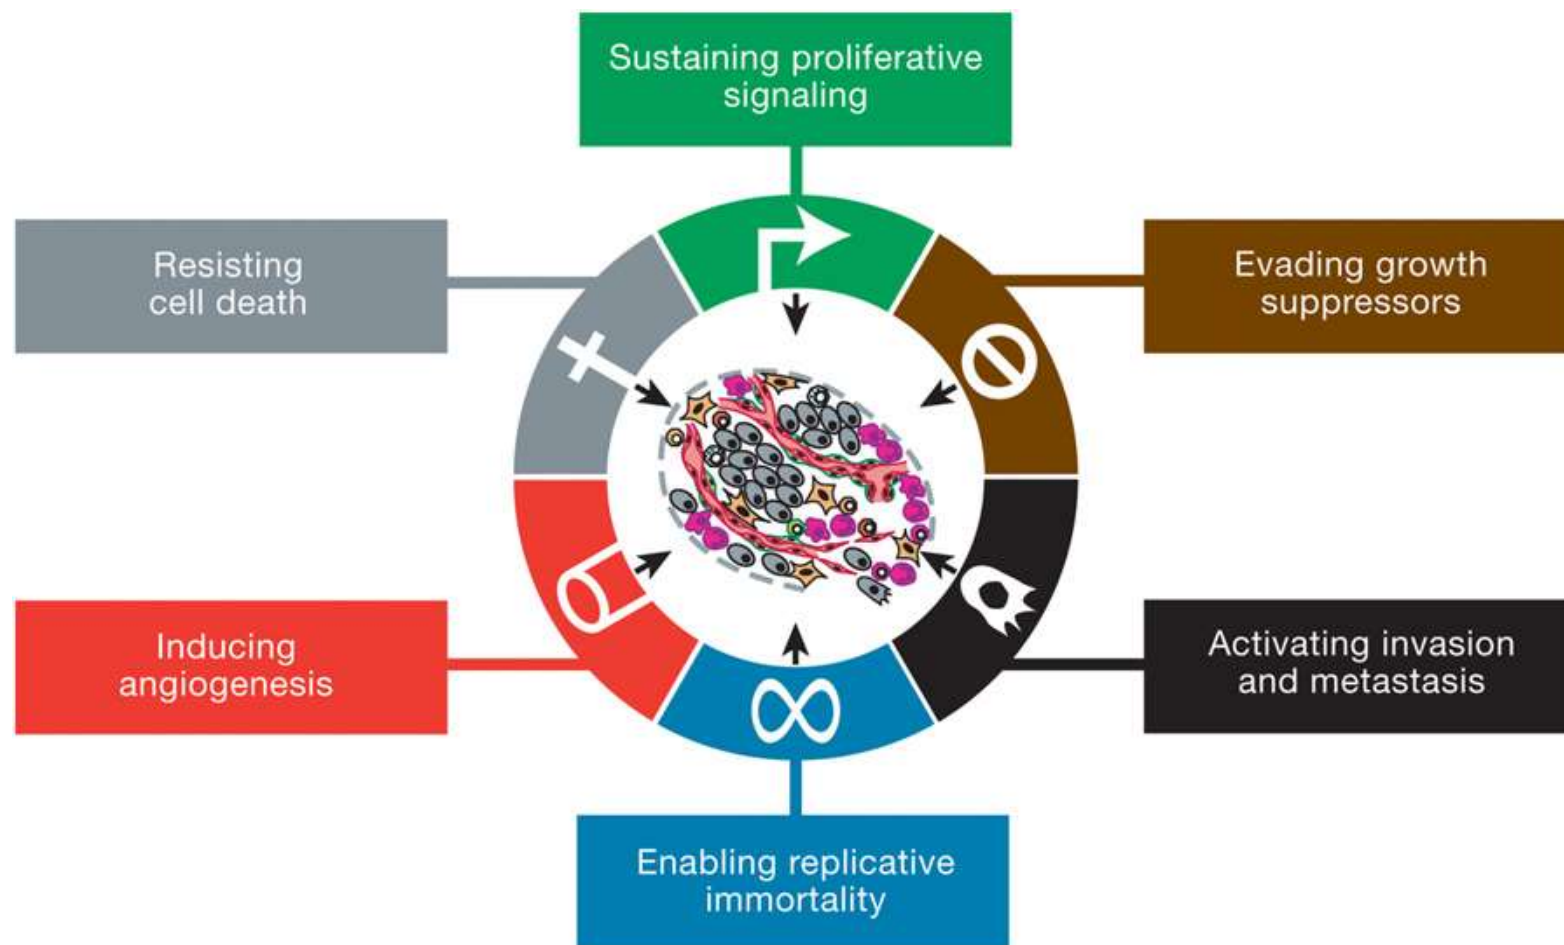 Sustaining proliferative
signaling
Resisting
cell death
Evading growth
suppressors
Inducing
angiogenesis
Activating invasion
and metastasis
Enabling replicative
immortality